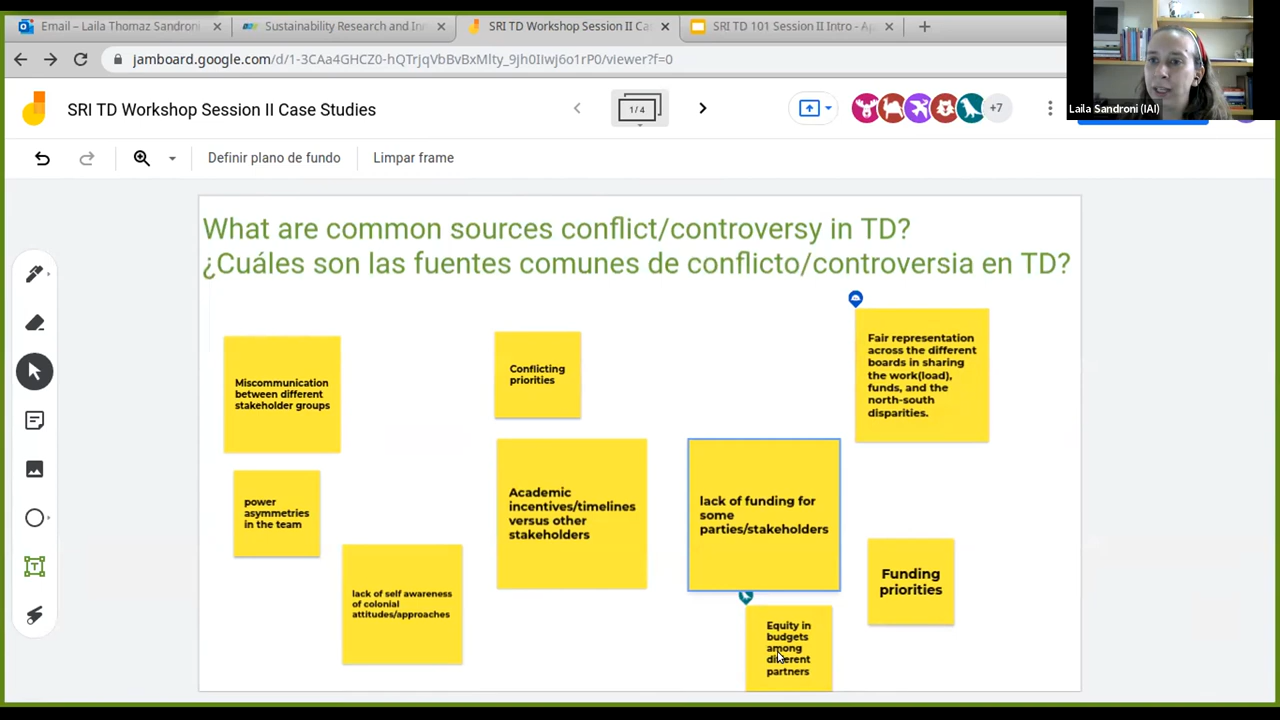 Email – Laila Thomaz Sandroni
Sustainability Research and Inn
SRI TD Workshop Session II Ca
SRI TD 101 Session II Intro - Ap
jamboard.google.com/d/1-3CAa4GHCZ0-hQTJjqVbBvBxMlty_9jh0Ilwj6o1rP0/viewer?f=0
Laila Sandroni (IAI)
SRI TD Workshop Session II Case Studies
1/4
+7
Definir plano de fundo
Limpar frame
What are common sources conflict/controversy in TD?
¿Cuáles son las fuentes comunes de conflicto/controversia en TD?
Miscommunication
between different
stakeholder groups
Conflicting
priorities
Fair representation
across the different
boards in sharing
the work(load),
funds, and the
north-south
disparities.
power
asymmetries
in the team
Academic
incentives/timelines
versus other
stakeholders
lack of funding for
some
parties/stakeholders
lack of self awareness
of colonial
attitudes/approaches
Funding
priorities
Equity in
budgets
among
different
partners